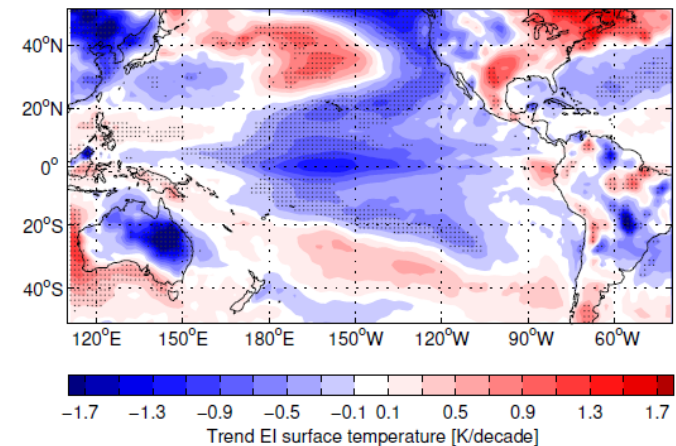 40°N
20°N
0°
20°S
40°S
120°E 150°E 180°E 150°W 120°W 90°W 60°W
−1.7 −1.3 −0.9 −0.5 −0.1 0.1 0.5 0.9 1.3 1.7
Trend EI surface temperature [K/decade]